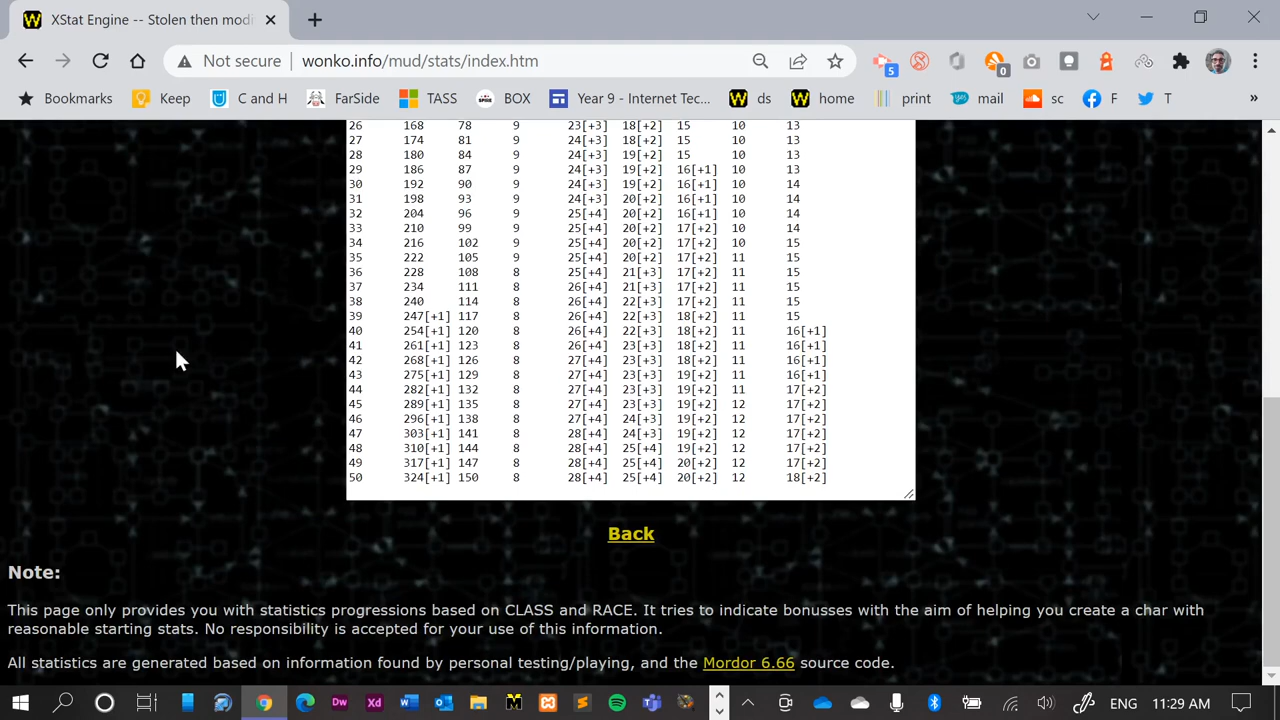 XStat Engine -- Stolen then modi
Not secure wonko.info/mud/stats/index.htm
5 0
Bookmarks Keep C and H FarSide TASS BOX Year 9 - Internet Tec... ds home print mail sc F T »
26 168 78 9 23[+3] 18[+2] 15 10 13
27 174 81 9 24[+3] 18[+2] 15 10 13
28 180 84 9 24[+3] 19[+2] 15 10 13
29 186 87 9 24[+3] 19[+2] 16[+1] 10 13
30 192 90 9 24[+3] 19[+2] 16[+1] 10 14
31 198 93 9 24[+3] 20[+2] 16[+1] 10 14
32 204 96 9 25[+4] 20[+2] 16[+1] 10 14
33 210 99 9 25[+4] 20[+2] 17[+2] 10 14
34 216 102 9 25[+4] 20[+2] 17[+2] 10 15
35 222 105 9 25[+4] 20[+2] 17[+2] 11 15
36 228 108 8 25[+4] 21[+3] 17[+2] 11 15
37 234 111 8 26[+4] 21[+3] 17[+2] 11 15
38 240 114 8 26[+4] 22[+3] 17[+2] 11 15
39 247[+1] 117 8 26[+4] 22[+3] 18[+2] 11 15
40 254[+1] 120 8 26[+4] 22[+3] 18[+2] 11 16[+1]
41 261[+1] 123 8 26[+4] 23[+3] 18[+2] 11 16[+1]
42 268[+1] 126 8 27[+4] 23[+3] 18[+2] 11 16[+1]
43 275[+1] 129 8 27[+4] 23[+3] 19[+2] 11 16[+1]
44 282[+1] 132 8 27[+4] 23[+3] 19[+2] 11 17[+2]
45 289[+1] 135 8 27[+4] 23[+3] 19[+2] 12 17[+2]
46 296[+1] 138 8 27[+4] 24[+3] 19[+2] 12 17[+2]
47 303[+1] 141 8 28[+4] 24[+3] 19[+2] 12 17[+2]
48 310[+1] 144 8 28[+4] 25[+4] 19[+2] 12 17[+2]
49 317[+1] 147 8 28[+4] 25[+4] 20[+2] 12 17[+2]
50 324[+1] 150 8 28[+4] 25[+4] 20[+2] 12 18[+2]
Back
Note:
This page only provides you with statistics progressions based on CLASS and RACE. It tries to indicate bonusses with the aim of helping you create a char with
reasonable starting stats. No responsibility is accepted for your use of this information.
All statistics are generated based on information found by personal testing/playing, and the Mordor 6.66 source code.
ENG 11:29 AM